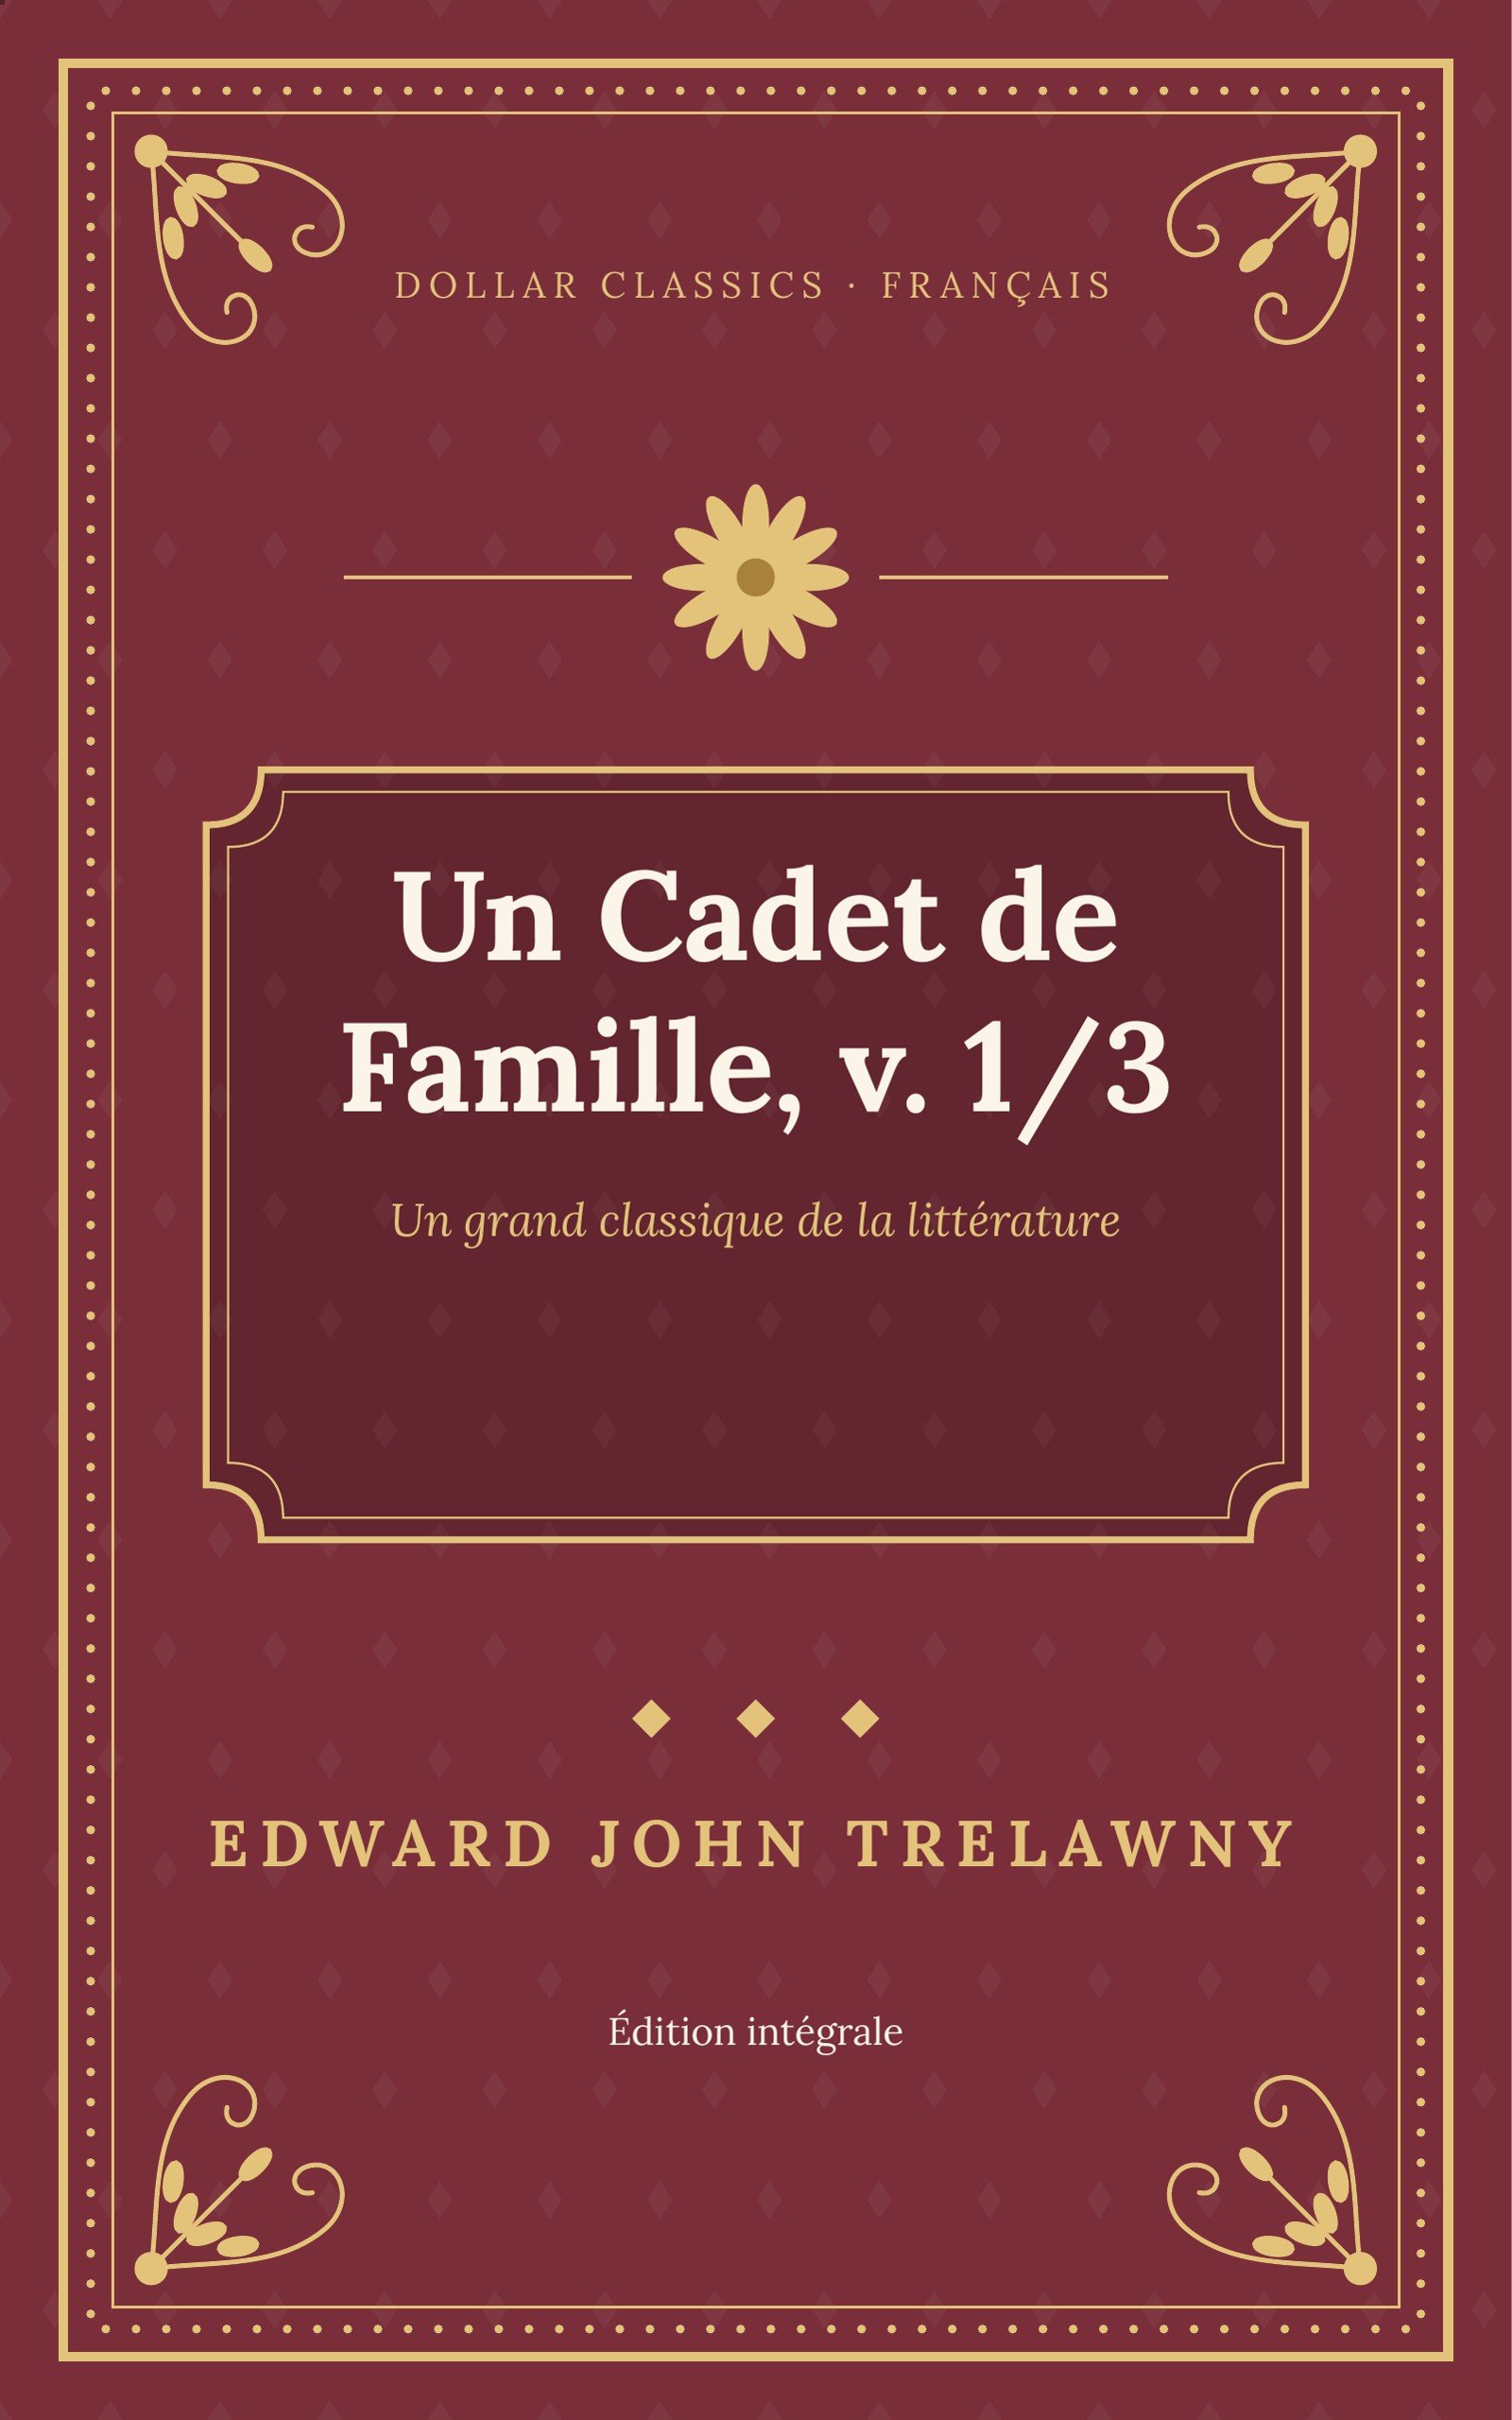 DOLLAR CLASSICS · FRANÇAIS
Un Cadet de
Famille, v. 1/3
Un grand classique de la littérature
EDWARD JOHN TRELAWNY
Édition intégrale